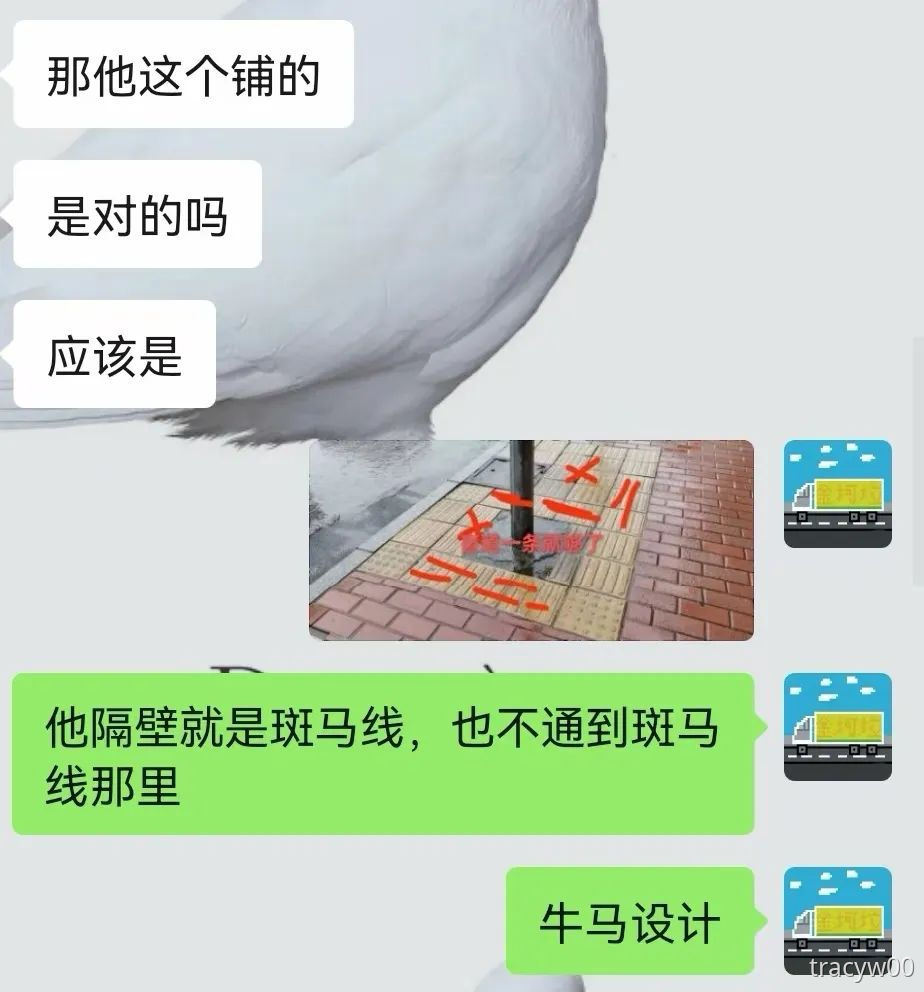 那他这个铺的
是对的吗
应该是
一条就够了
他隔壁就是斑马线，也不通到斑马
线那里
牛马设计
tracyw00